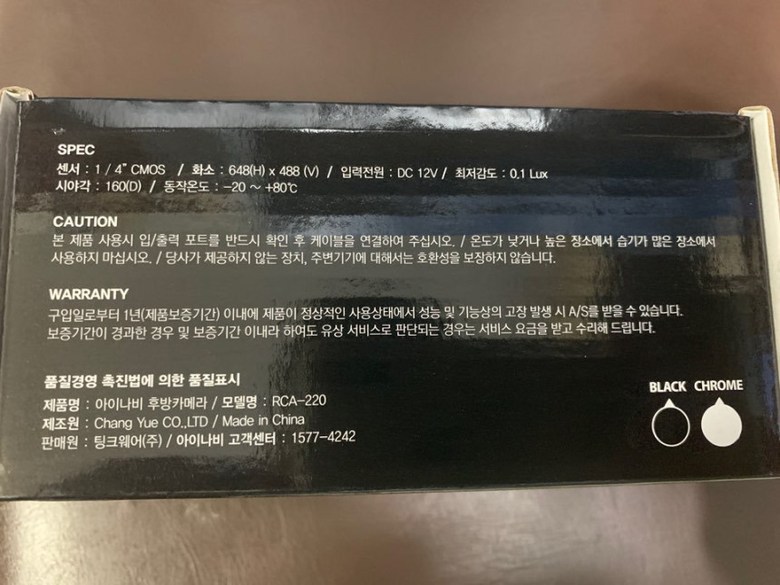 SPEC
센서 : 1 / 4" CMOS / 화소 : 648(H) x 488 (V) / 입력전원 : DC 12V / 최저감도 : 0.1 Lux
시야각 : 160(D) / 동작온도 : -20 ~ +80℃
CAUTION
본 제품 사용시 입/출력 포트를 반드시 확인 후 케이블을 연결하여 주십시오. / 온도가 낮거나 높은 장소에서 습기가 많은 장소에서
사용하지 마십시오. / 당사가 제공하지 않는 장치, 주변기기에 대해서는 호환성을 보장하지 않습니다.
WARRANTY
구입일로부터 1년(제품보증기간) 이내에 제품이 정상적인 사용상태에서 성능 및 기능상의 고장 발생 시 A/S를 받을 수 있습니다.
보증기간이 경과한 경우 및 보증기간 이내라 하여도 유상 서비스로 판단되는 경우는 서비스 요금을 받고 수리해 드립니다.
품질경영 촉진법에 의한 품질표시
제품명 : 아이나비 후방카메라 / 모델명 : RCA-220
제조원 : Chang Yue CO.,LTD / Made in China
판매원 : 팅크웨어(주) / 아이나비 고객센터 : 1577-4242
BLACK CHROME